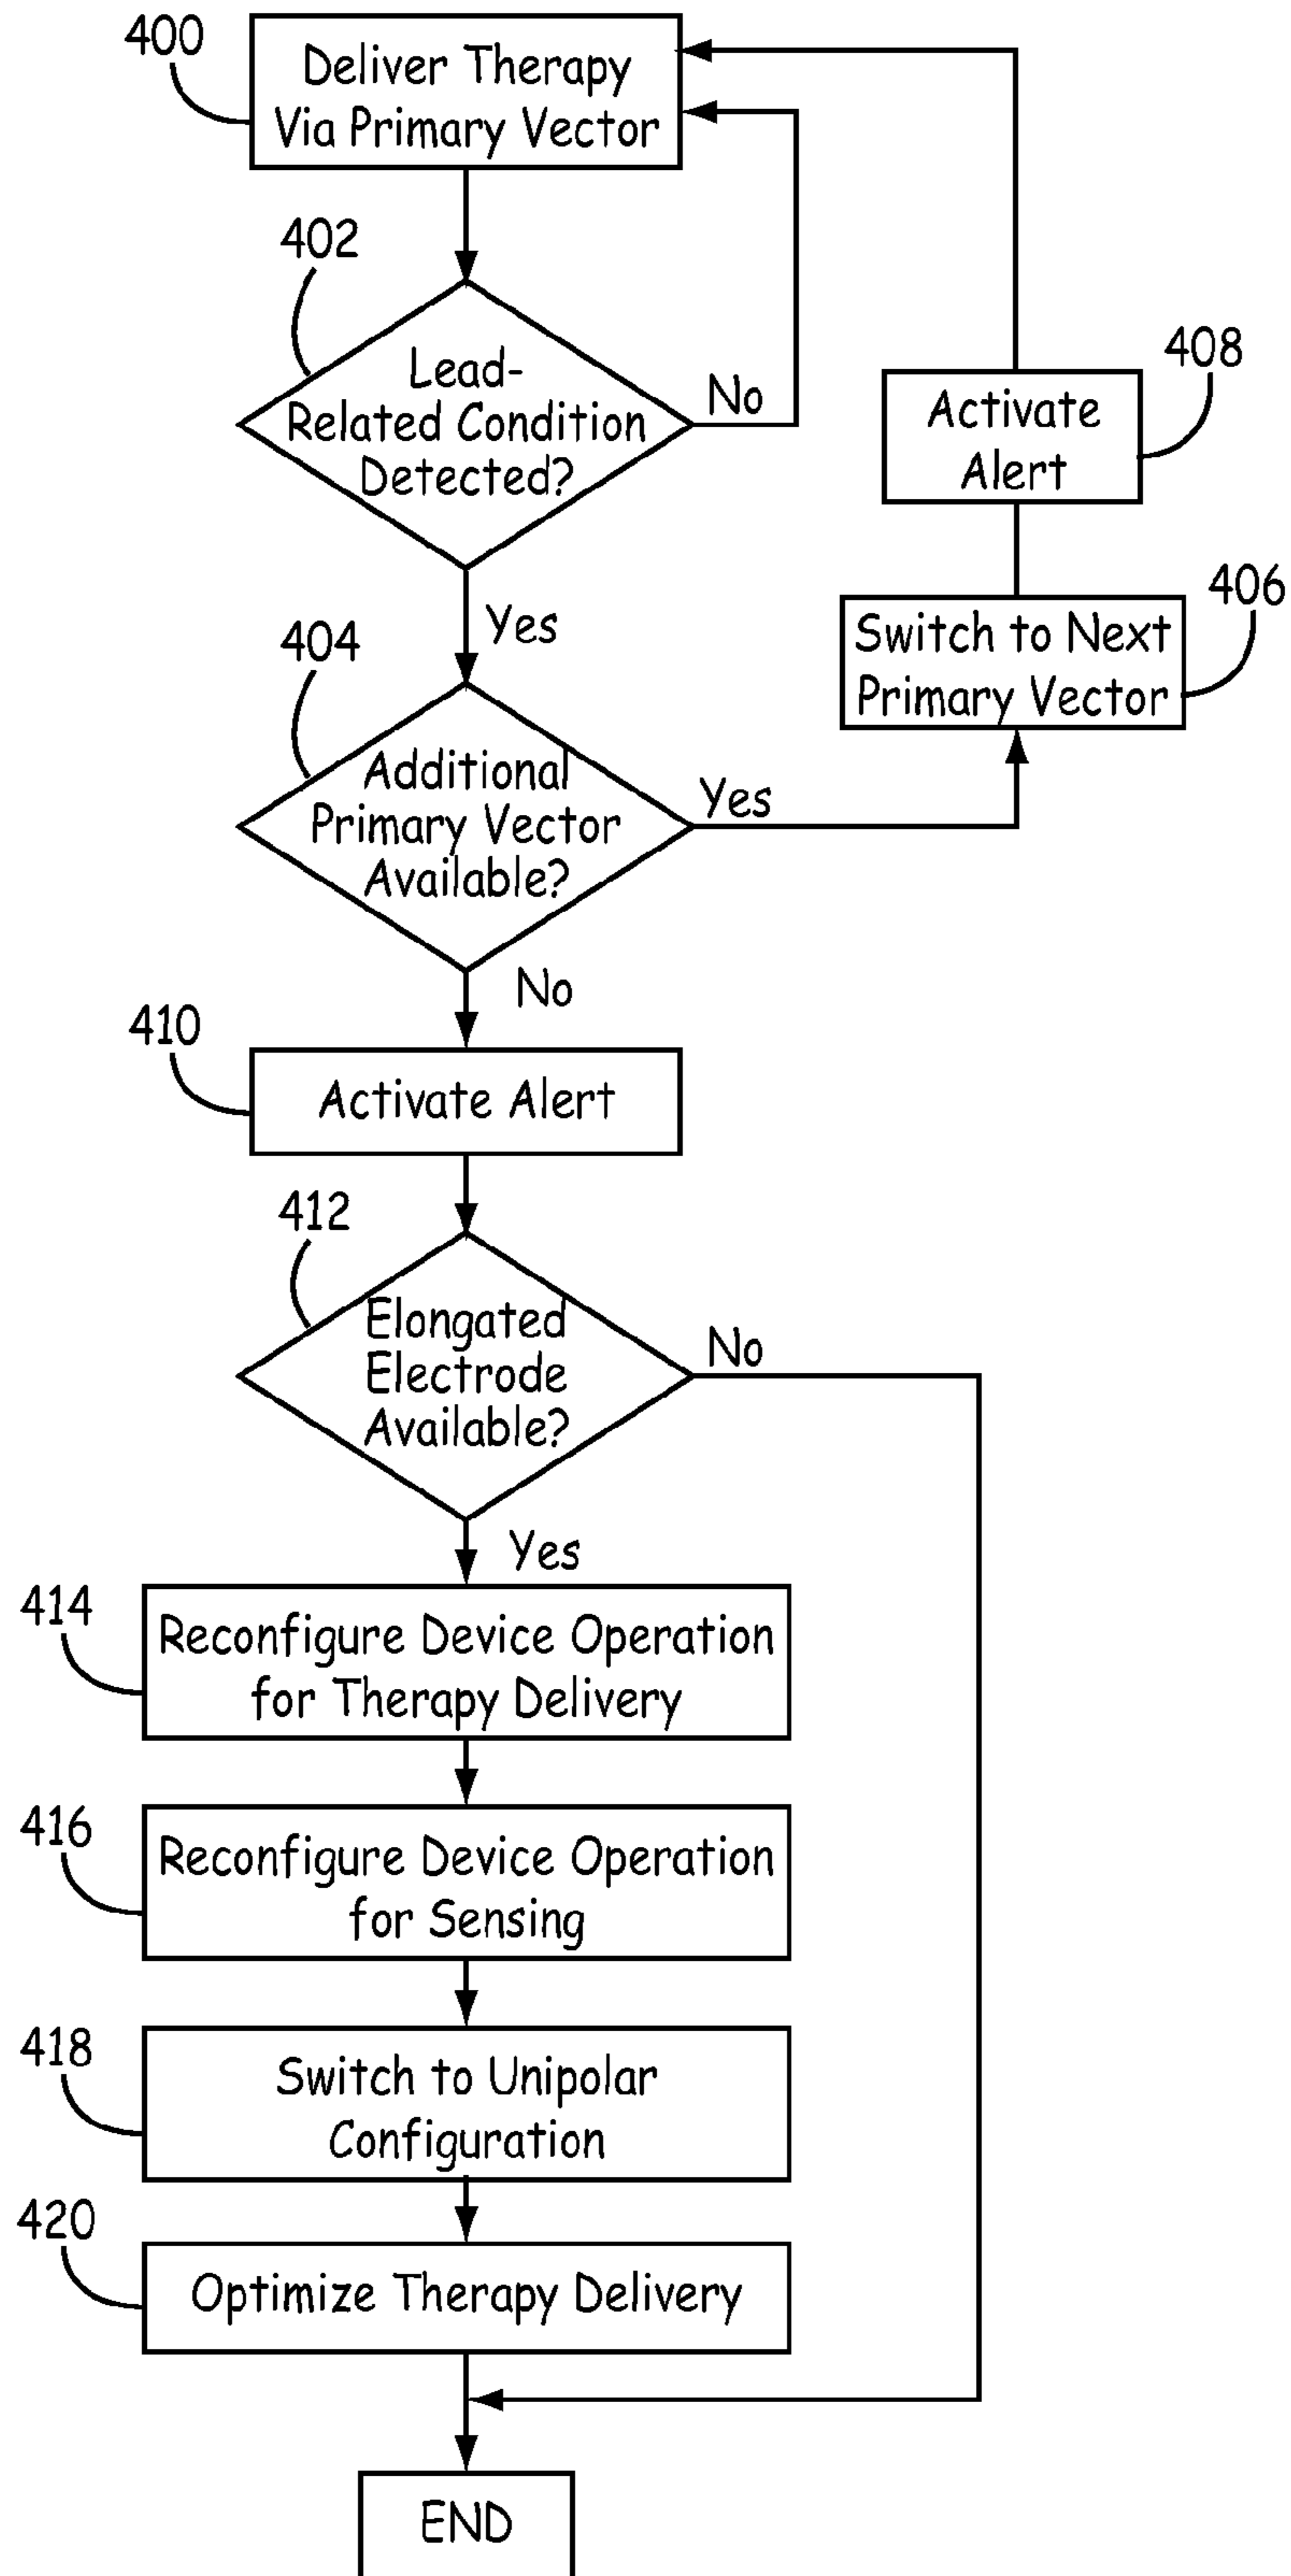 400
Deliver Therapy
Via Primary Vector
402
Lead-
Related Condition
Detected?
No
408
Activate
Alert
406
Switch to Next
Primary Vector
Yes
404
Additional
Primary Vector
Available?
Yes
No
410
Activate Alert
412
Elongated
Electrode
Available?
No
Yes
414
Reconfigure Device Operation
for Therapy Delivery
416
Reconfigure Device Operation
for Sensing
418
Switch to Unipolar
Configuration
420
Optimize Therapy Delivery
END